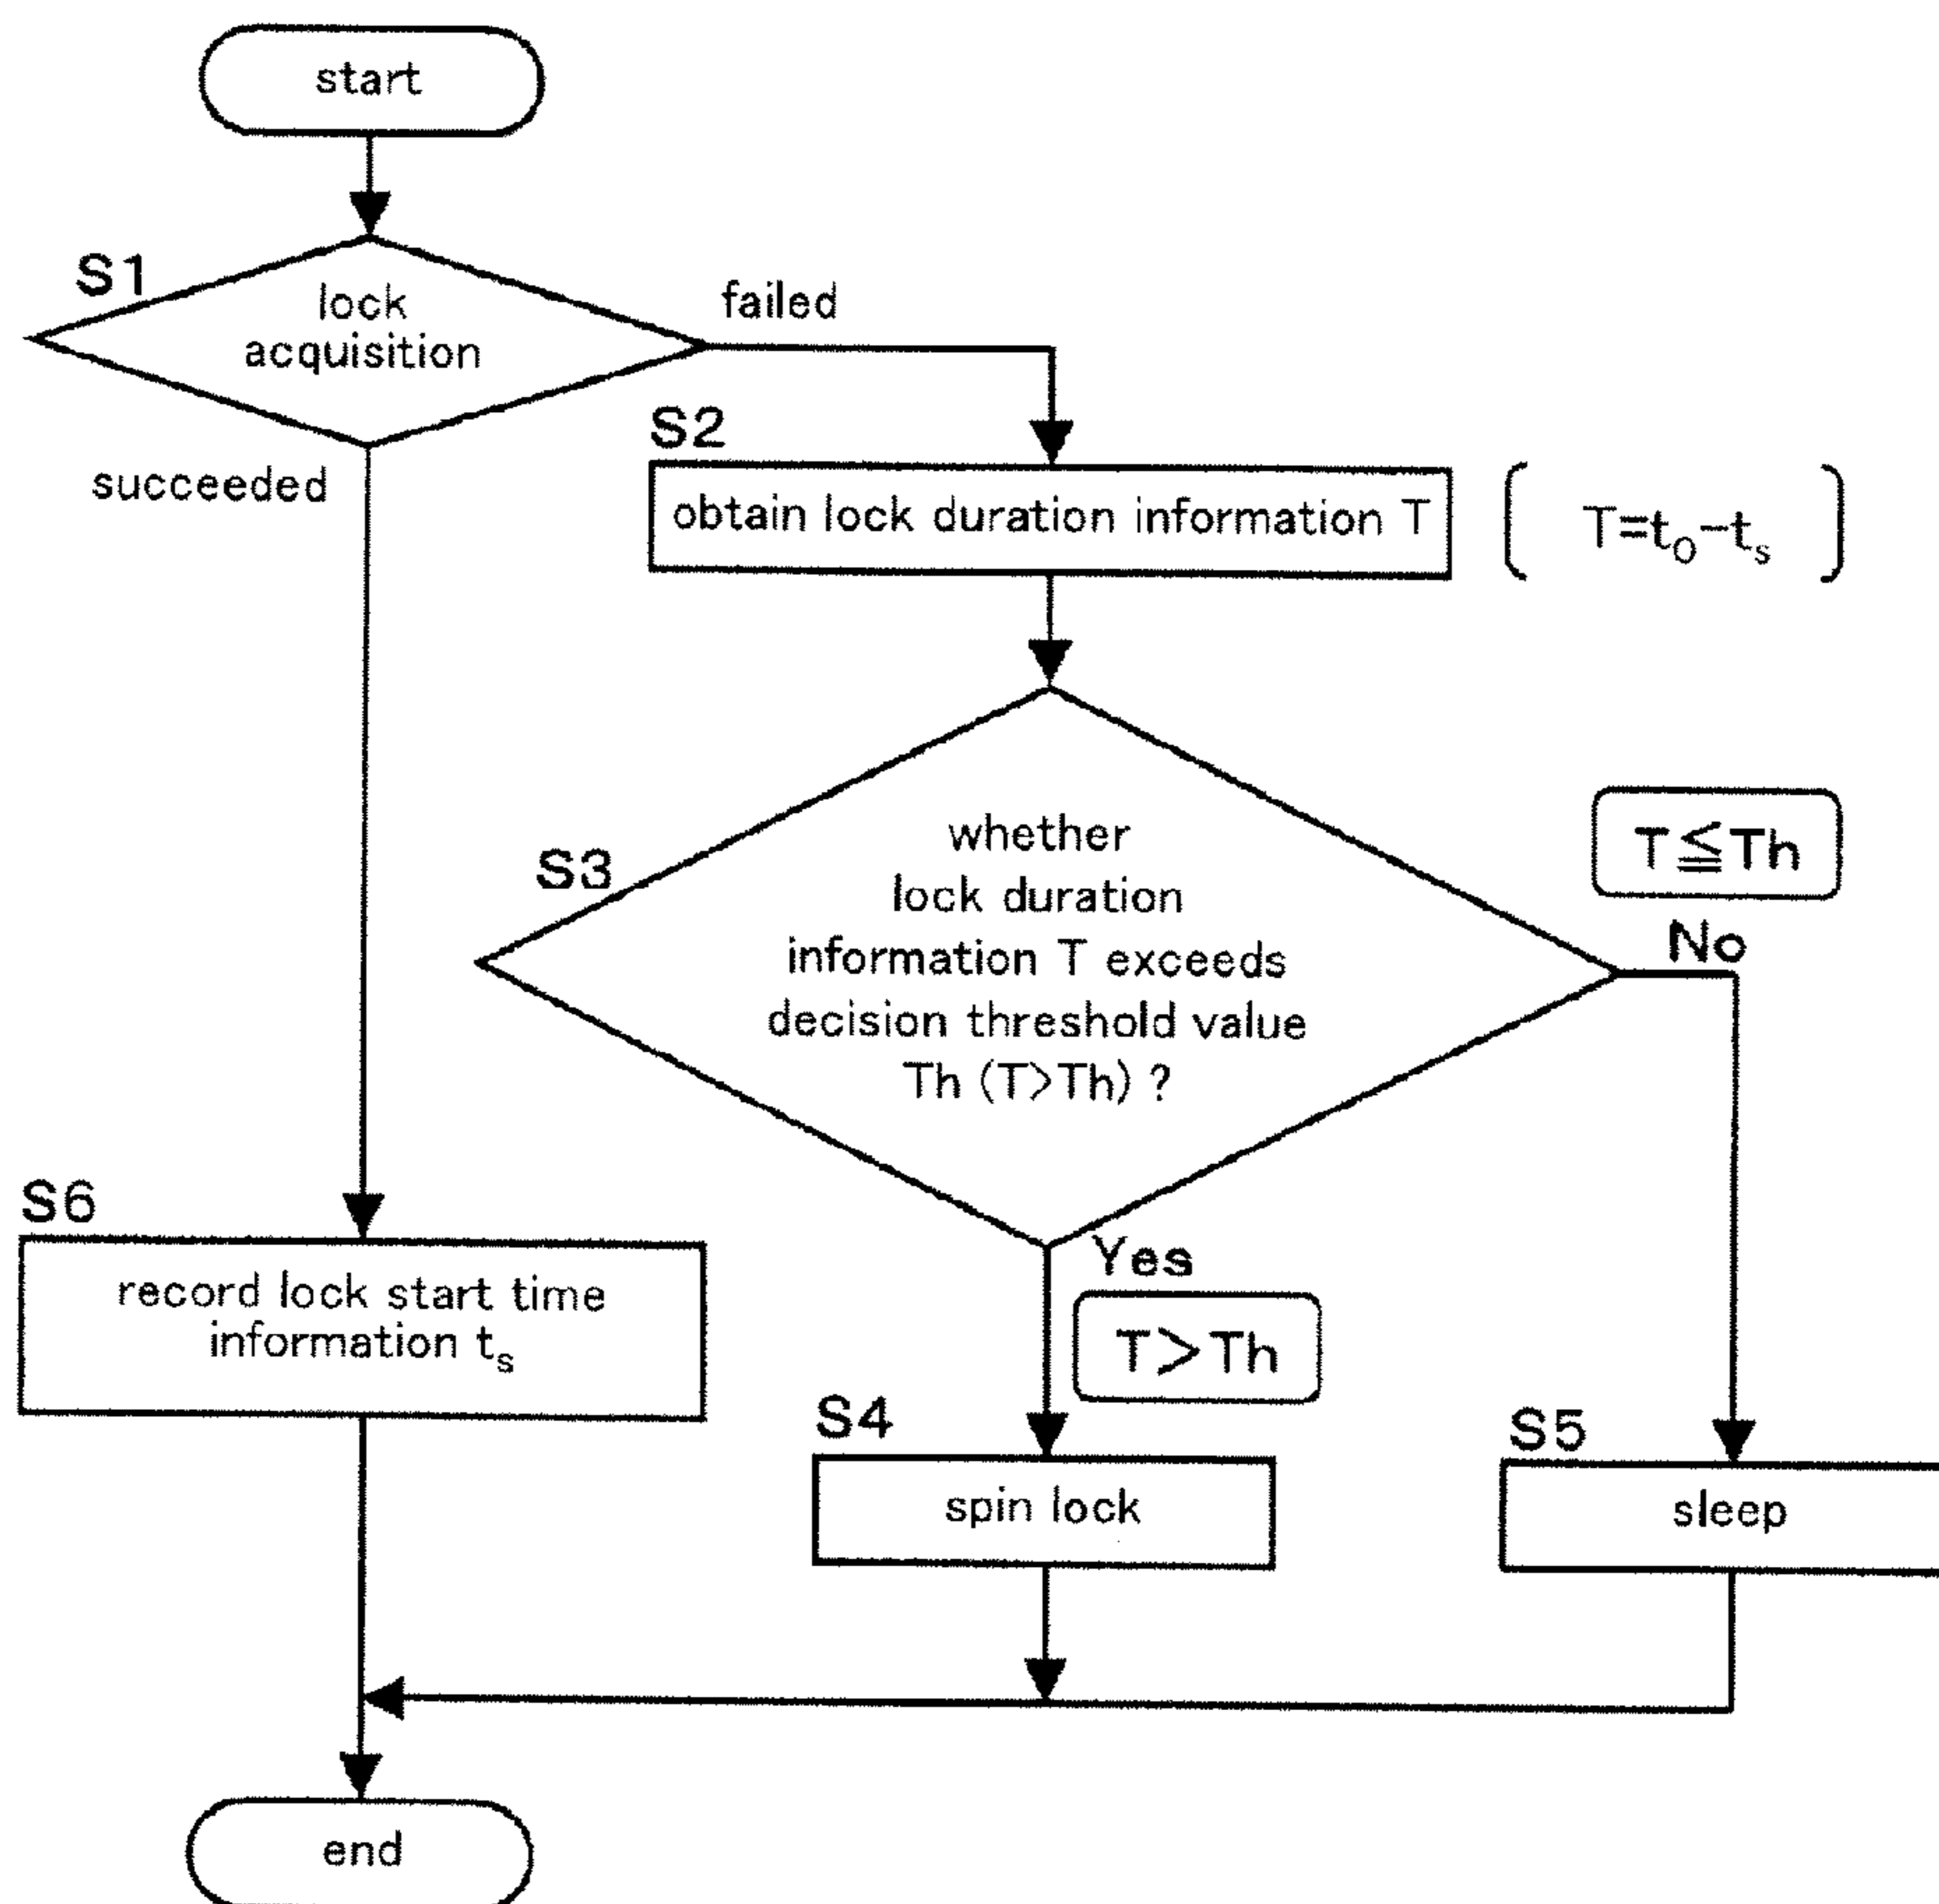 start
S1
lock
acquisition
failed
succeeded
S2
obtain lock duration information T
T=t₀−tₛ
S3
whether
lock duration
information T exceeds
decision threshold value
Th (T>Th) ?
T≦Th
No
Yes
T>Th
S6
record lock start time
information tₛ
S4
spin lock
S5
sleep
end